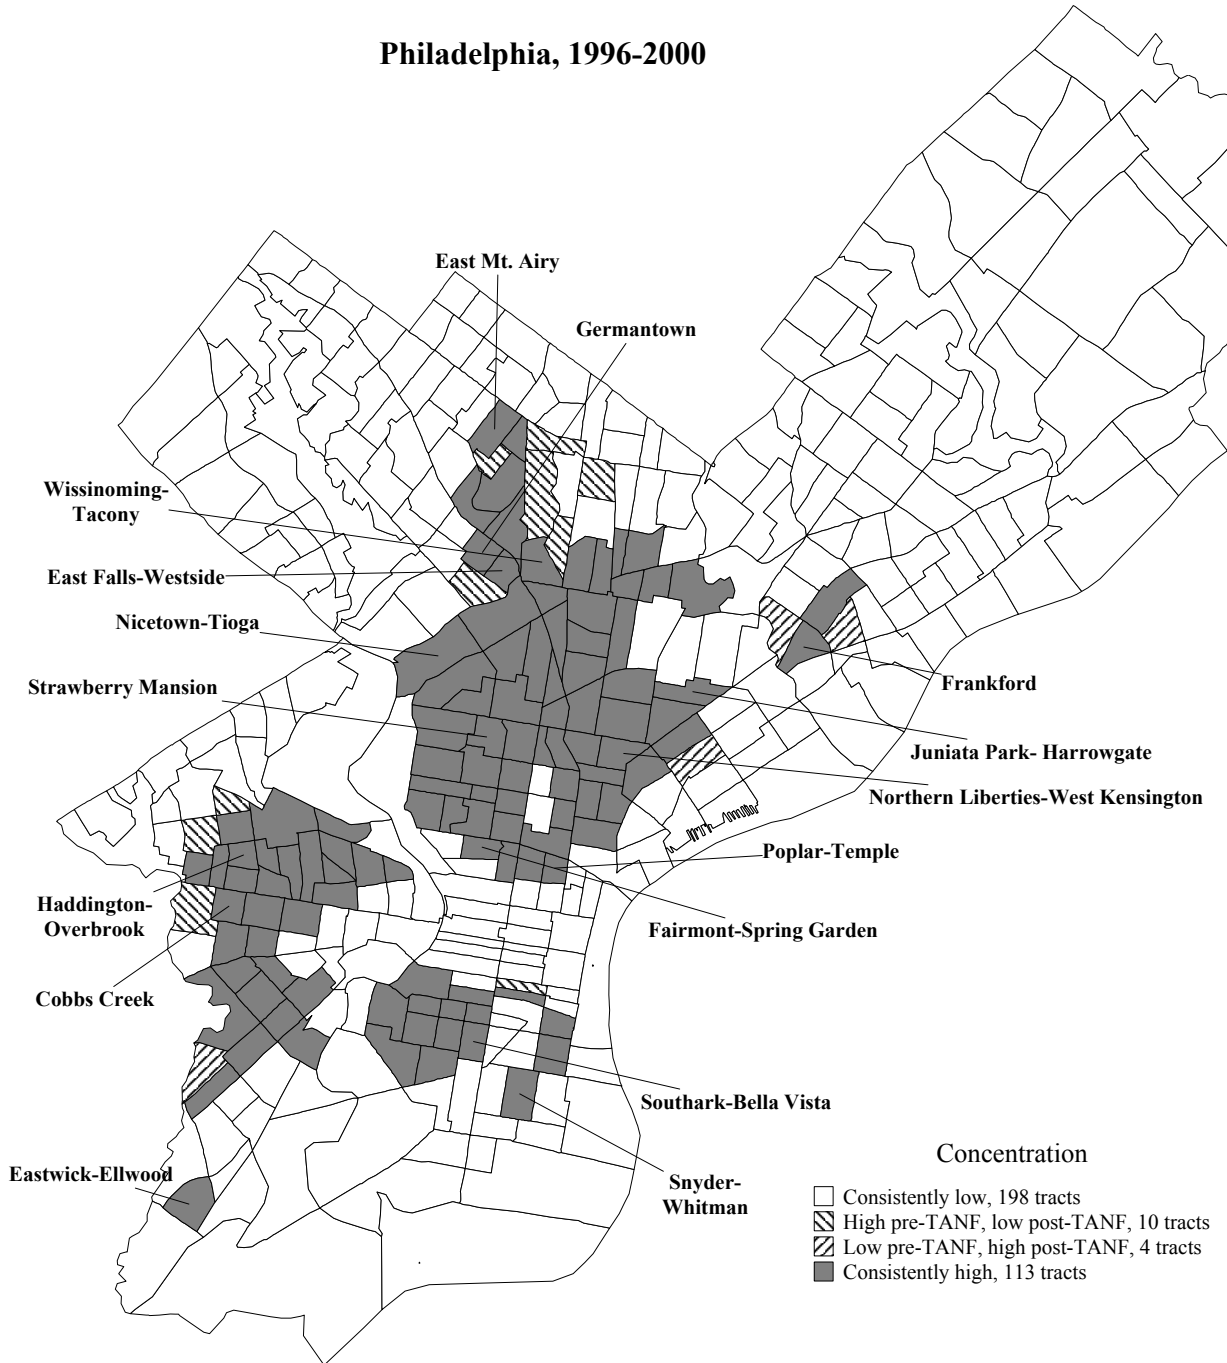 Philadelphia, 1996-2000
East Mt. Airy
Germantown
Wissinoming-
Tacony
East Falls-Westside
Nicetown-Tioga
Strawberry Mansion
Frankford
Juniata Park- Harrowgate
Northern Liberties-West Kensington
Poplar-Temple
Haddington-
Overbrook
Fairmont-Spring Garden
Cobbs Creek
Southark-Bella Vista
Eastwick-Ellwood
Snyder-
Whitman
Concentration
Consistently low, 198 tracts
High pre-TANF, low post-TANF, 10 tracts
Low pre-TANF, high post-TANF, 4 tracts
Consistently high, 113 tracts